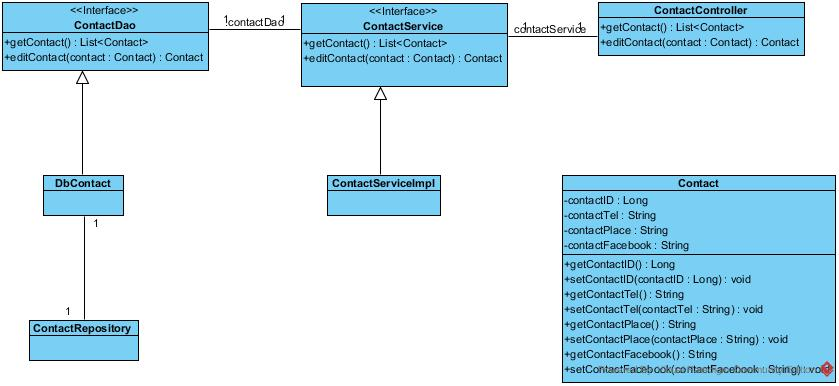 <<Interface>>
ContactDao
+getContact() : List<Contact>
+editContact(contact : Contact) : Contact
1
-contactDao
1
<<Interface>>
ContactService
+getContact() : List<Contact>
+editContact(contact : Contact) : Contact
1
contactService
1
ContactController
+getContact() : List<Contact>
+editContact(contact : Contact) : Contact
DbContact
1
1
ContactRepository
ContactServiceImpl
Contact
-contactID : Long
-contactTel : String
-contactPlace : String
-contactFacebook : String
+getContactID() : Long
+setContactID(contactID : Long) : void
+getContactTel() : String
+setContactTel(contactTel : String) : void
+getContactPlace() : String
+setContactPlace(contactPlace : String) : void
+getContactFacebook() : String
+setContactFacebook(contactFacebook : String) : void